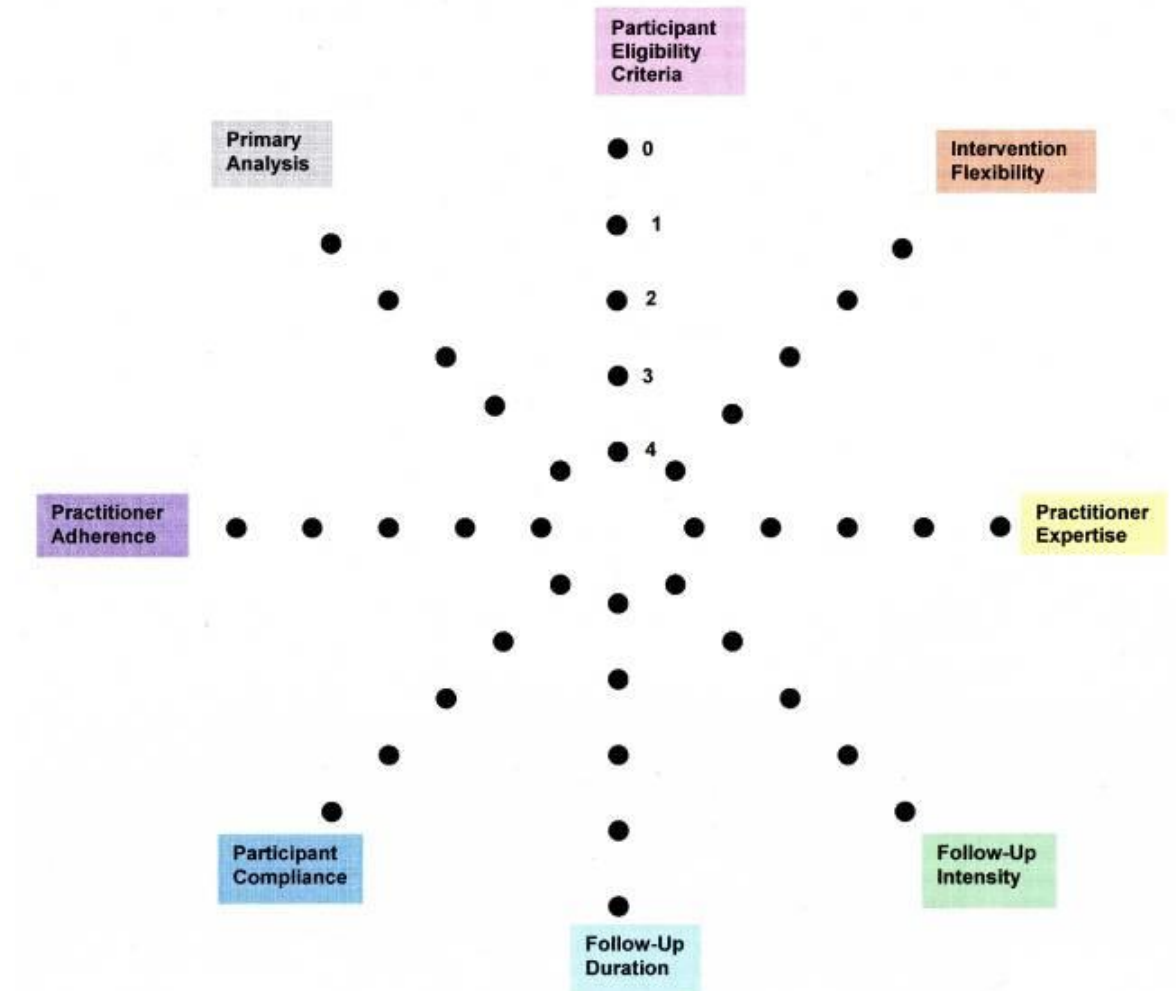 Participant
Eligibility
Criteria
Primary
Analysis
Intervention
Flexibility
0
1
2
3
4
Practitioner
Adherence
Practitioner
Expertise
Participant
Compliance
Follow-Up
Intensity
Follow-Up
Duration